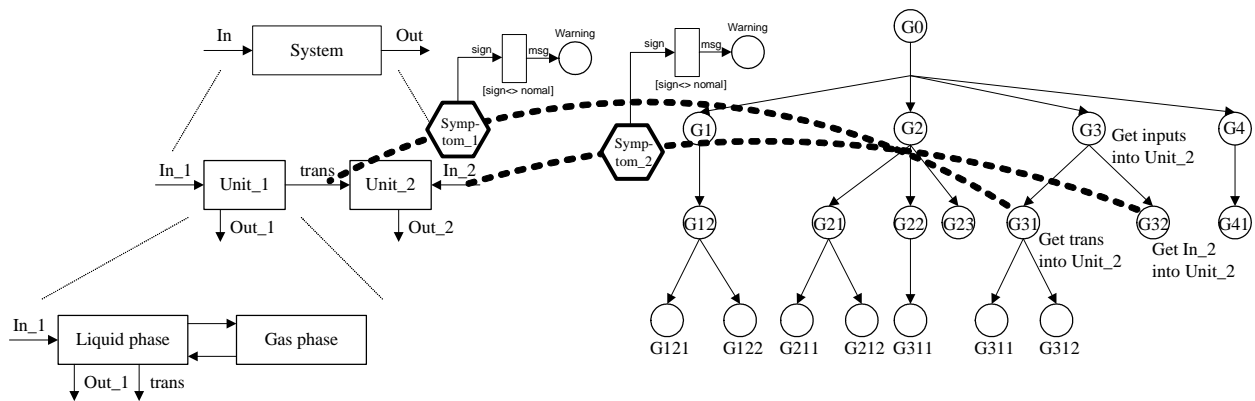 In
System
Out
sign
msg
Warning
[sign<> nomal]
sign
msg
Warning
[sign<> nomal]
G0
Symp-
tom_1
Symp-
tom_2
G1
G2
G3
G4
Get inputs
into Unit_2
In_1
Unit_1
trans
Unit_2
In_2
Out_1
Out_2
G12
G21
G22
G23
G31
G32
G41
Get trans
into Unit_2
Get In_2
into Unit_2
In_1
Liquid phase
Gas phase
Out_1
trans
G121
G122
G211
G212
G311
G311
G312